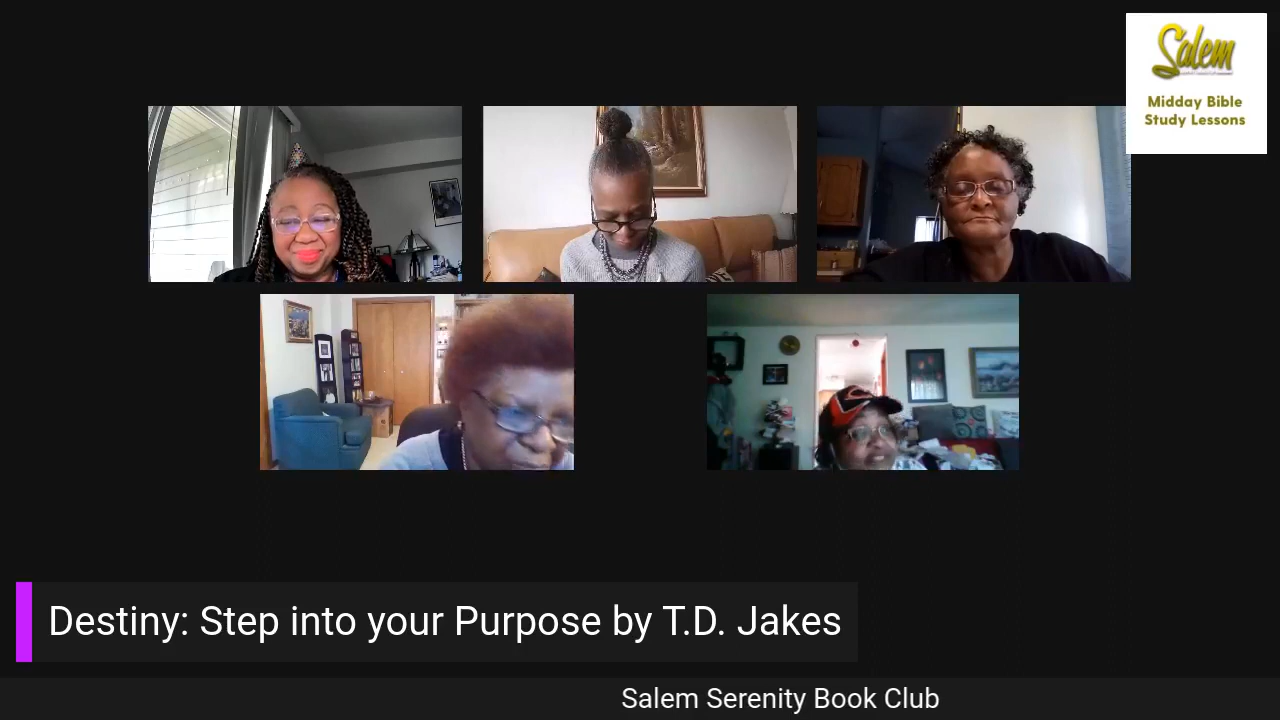 Salem
Midday Bible
Study Lessons
Destiny: Step into your Purpose by T.D. Jakes
Salem Serenity Book Club